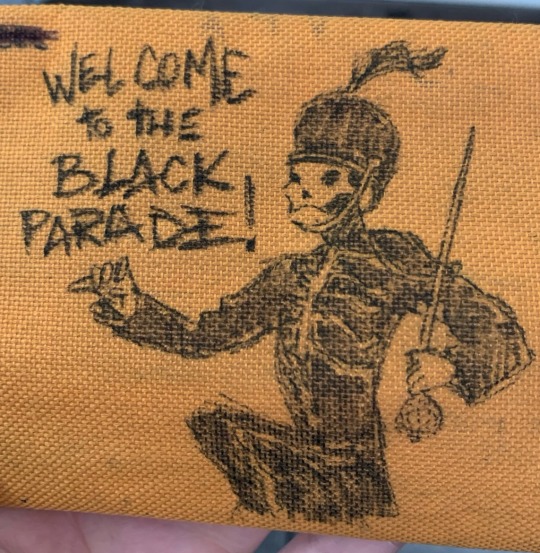 WELCOME
to tHE
BLACK
PARADE!